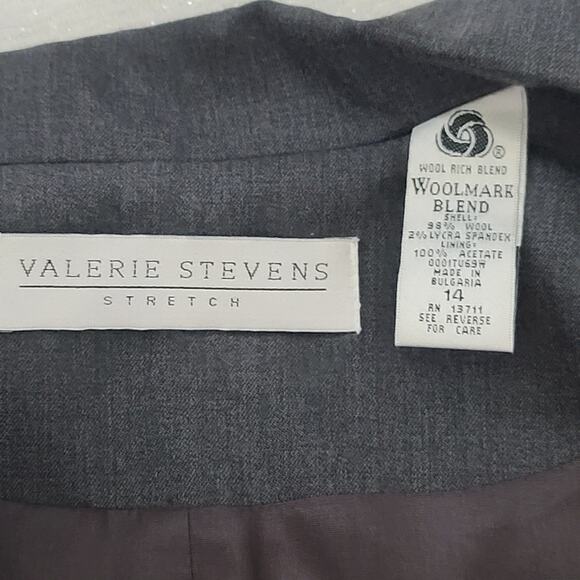 VALERIE STEVENS
STRETCH
®
WOOL RICH BLEND
WOOLMARK
BLEND
SHELL:
98% WOOL
2% LYCRA SPANDEX
LINING:
100% ACETATE
0001TU69W
MADE IN
BULGARIA
14
RN 13711
SEE REVERSE
FOR CARE